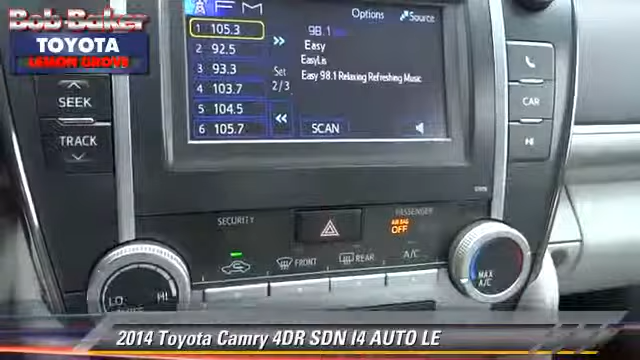 Bob Baker
TOYOTA
LEMON GROVE
FM
Options
Source
1 105.3
2 92.5
3 93.3
4 103.7
5 104.5
6 105.7
Set
2/3
98.1
Easy
EasyLis
Easy 98.1 Relaxing Refreshing Music
SCAN
SEEK
TRACK
CAR
SECURITY
PASSENGER
AIR BAG
OFF
FRONT
REAR
A/C
LO
HI
MAX
A/C
2014 Toyota Camry 4DR SDN I4 AUTO LE